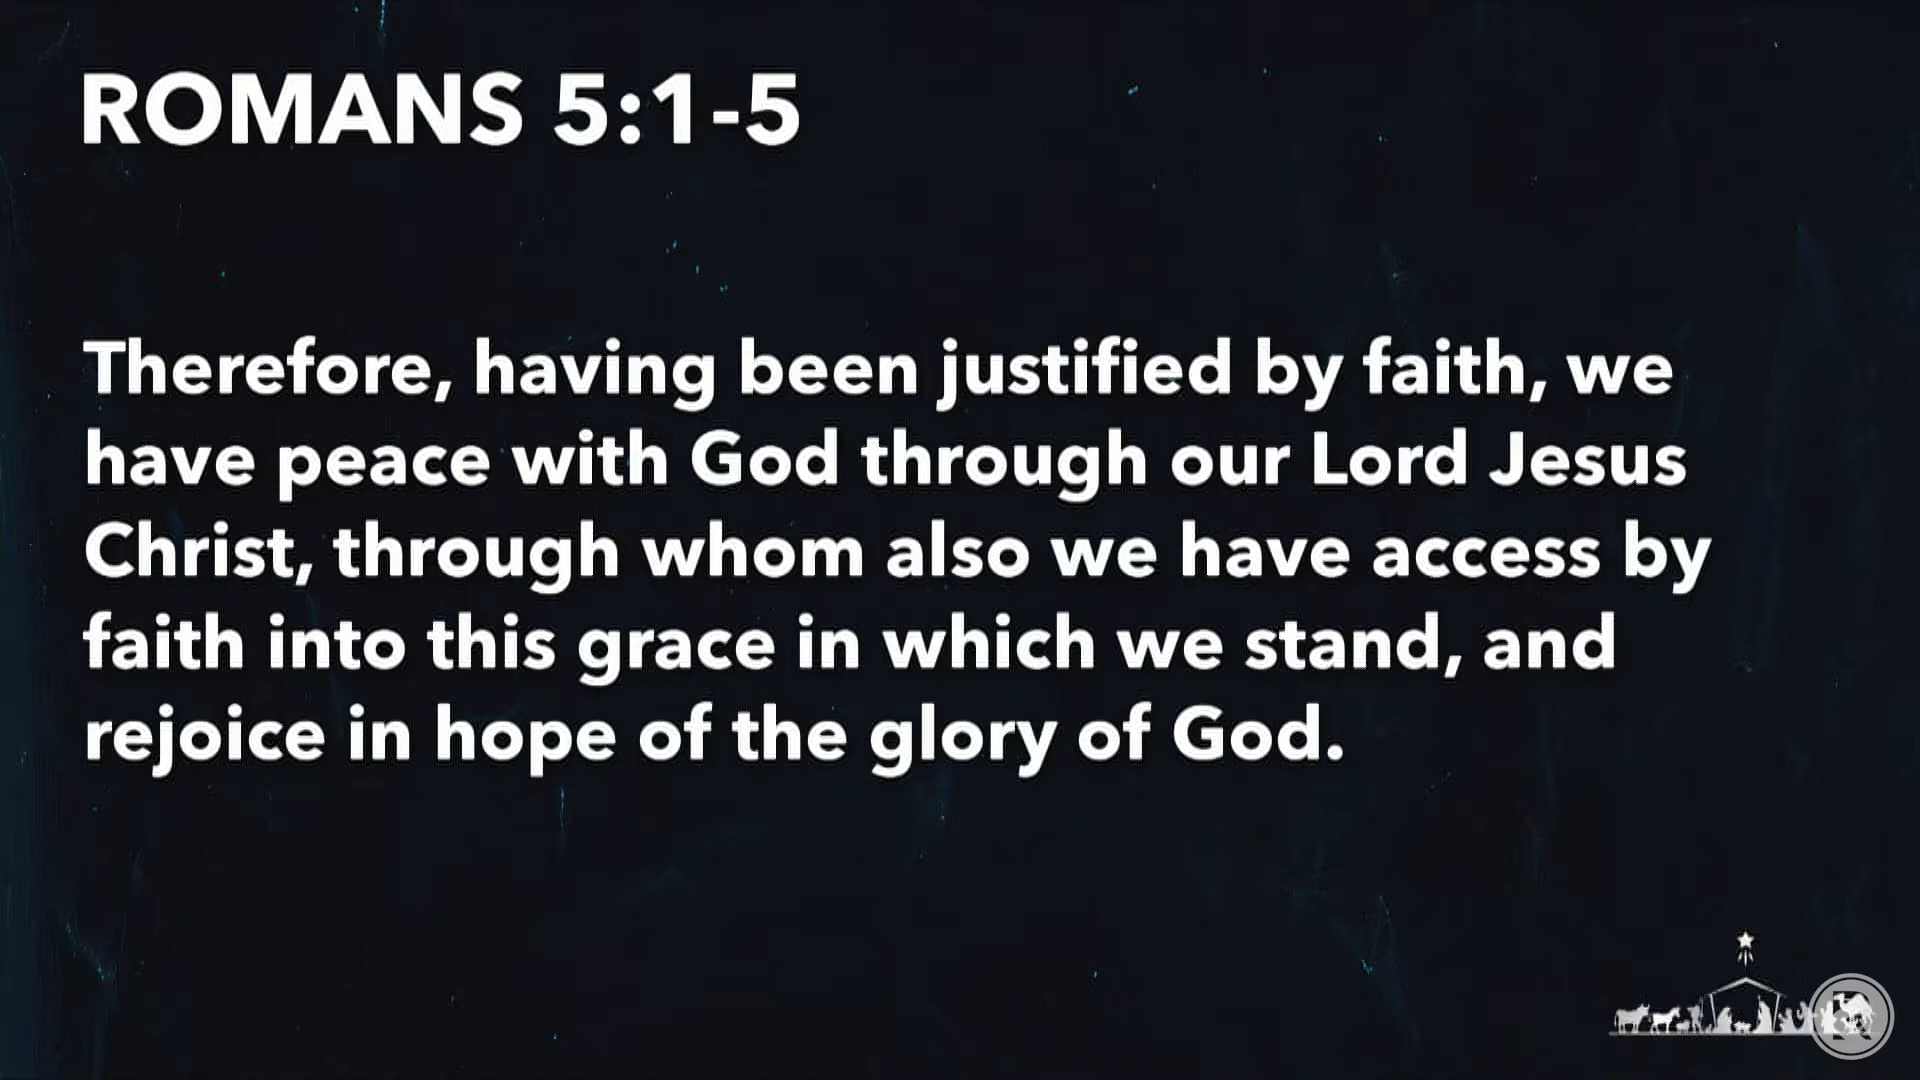 ROMANS 5:1-5
Therefore, having been justified by faith, we
have peace with God through our Lord Jesus
Christ, through whom also we have access by
faith into this grace in which we stand, and
rejoice in hope of the glory of God.
R